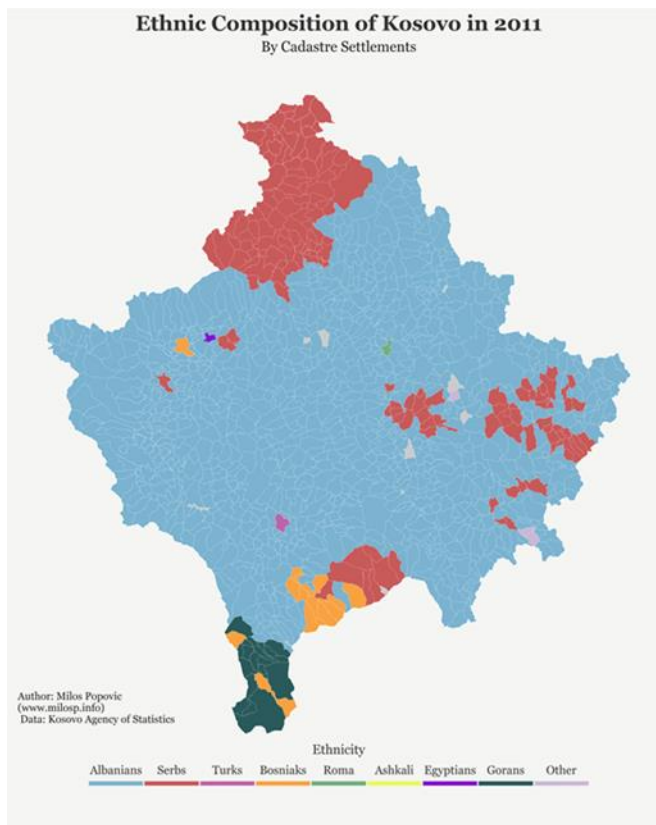 Ethnic Composition of Kosovo in 2011
By Cadastre Settlements
Author: Milos Popovic
(www.milosp.info)
Data: Kosovo Agency of Statistics
Ethnicity
Albanians Serbs Turks Bosniaks Roma Ashkali Egyptians Gorans Other